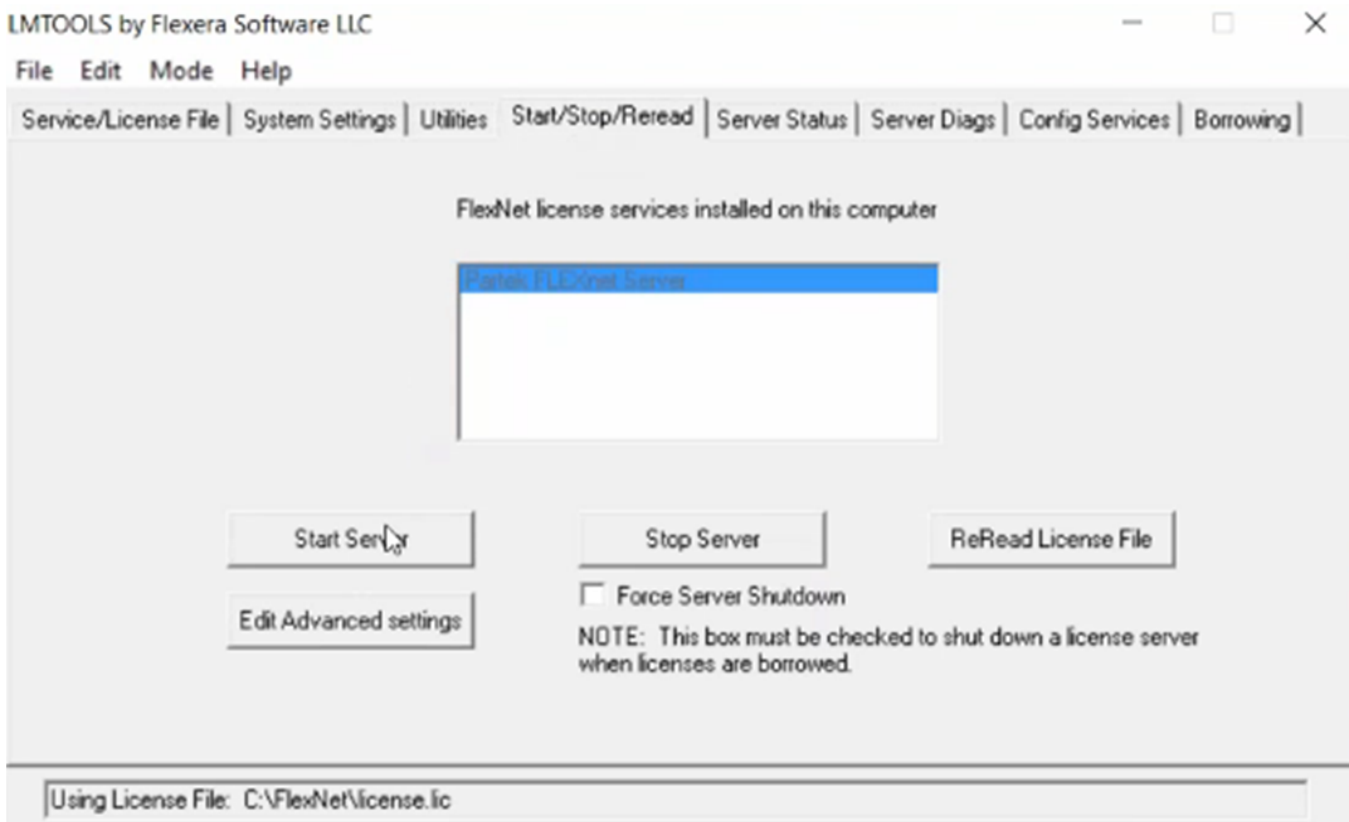 LMTOOLS by Flexera Software LLC
File Edit Mode Help
Service/License File System Settings Utilities Start/Stop/Reread Server Status Server Diags Config Services Borrowing
FlexNet license services installed on this computer
Partek FLEXnet Server
Start Server Stop Server ReRead License File
Edit Advanced settings Force Server Shutdown
NOTE: This box must be checked to shut down a license server
when licenses are borrowed.
Using License File: C:\FlexNet\license.lic